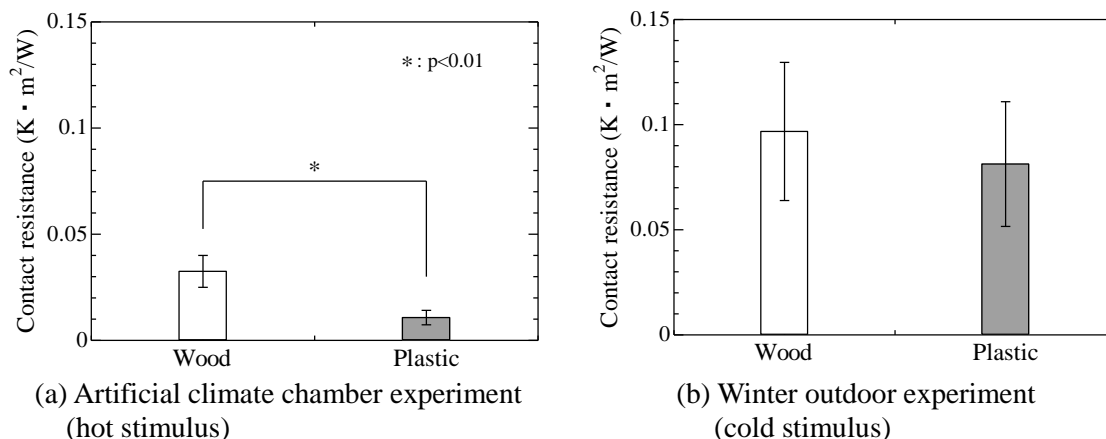 Contact resistance (K・m²/W)
0.15
0.1
0.05
0
*: p<0.01
*
Wood Plastic
(a) Artificial climate chamber experiment
(hot stimulus)
Contact resistance (K・m²/W)
0.15
0.1
0.05
0
Wood Plastic
(b) Winter outdoor experiment
(cold stimulus)